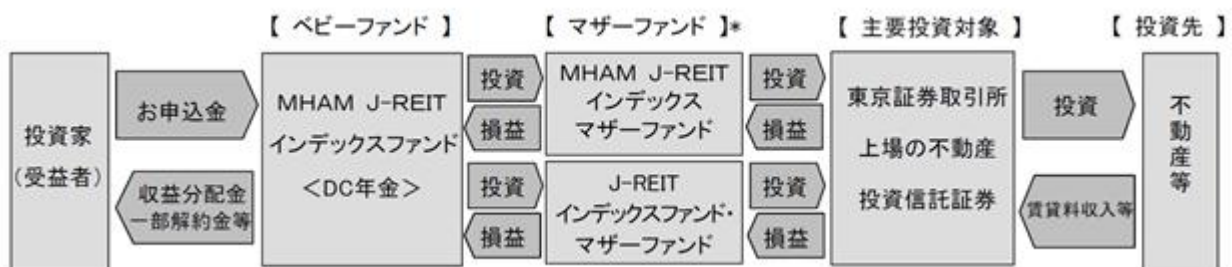 【 ベビーファンド 】
【 マザーファンド 】*
【 主要投資対象 】
【 投資先 】
投資家
(受益者)
お申込金
収益分配金
一部解約金等
MHAM J-REIT
インデックスファンド
<DC年金>
投資
損益
投資
損益
MHAM J-REIT
インデックス
マザーファンド
J-REIT
インデックスファンド・
マザーファンド
投資
損益
投資
損益
東京証券取引所
上場の不動産
投資信託証券
投資
賃貸料収入等
不動産等